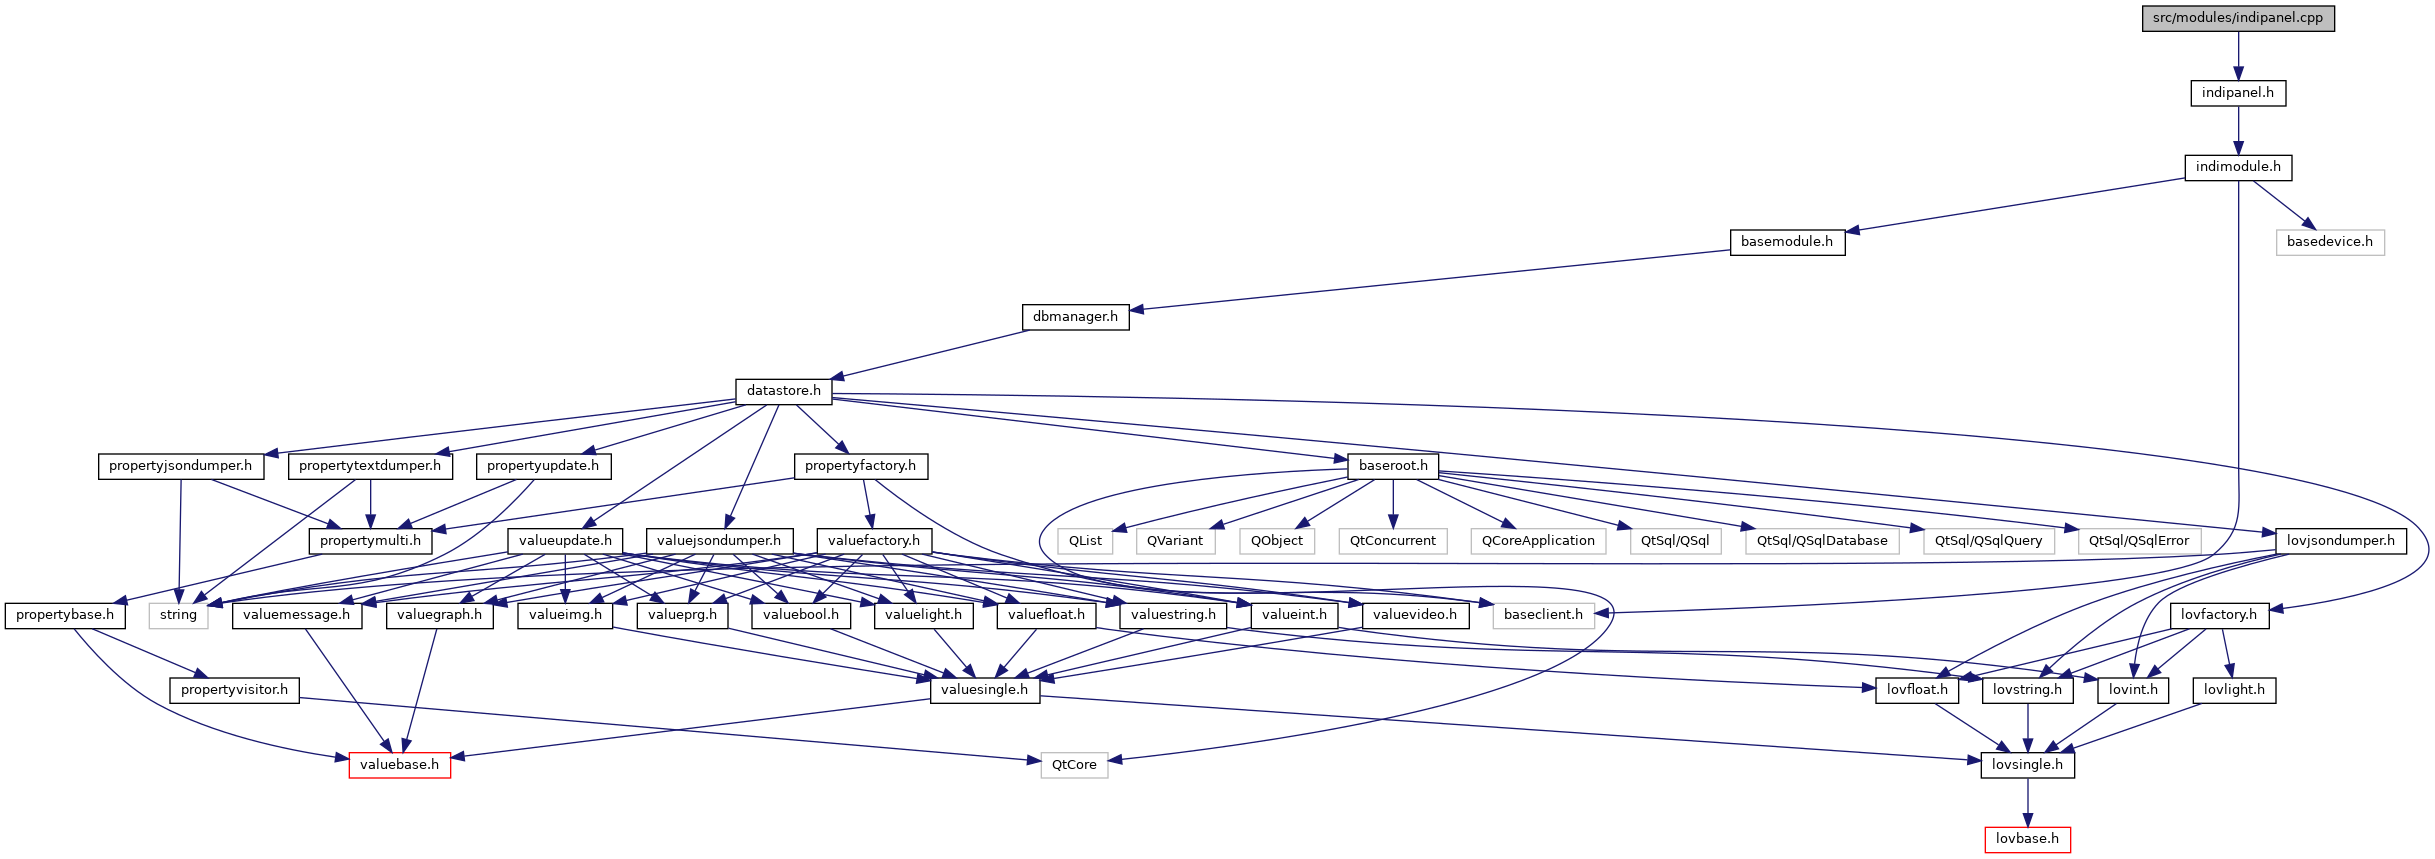 src/modules/indipanel.cpp
indipanel.h
indimodule.h
basemodule.h
basedevice.h
dbmanager.h
datastore.h
propertyjsondumper.h
propertytextdumper.h
propertyupdate.h
propertyfactory.h
baseroot.h
propertymulti.h
valueupdate.h
valuejsondumper.h
valuefactory.h
QList
QVariant
QObject
QtConcurrent
QCoreApplication
QtSql/QSql
QtSql/QSqlDatabase
QtSql/QSqlQuery
QtSql/QSqlError
lovjsondumper.h
propertybase.h
string
valuemessage.h
valuegraph.h
valueimg.h
valueprg.h
valuebool.h
valuelight.h
valuefloat.h
valuestring.h
valueint.h
valuevideo.h
baseclient.h
lovfactory.h
propertyvisitor.h
valuesingle.h
lovfloat.h
lovstring.h
lovint.h
lovlight.h
valuebase.h
QtCore
lovsingle.h
lovbase.h